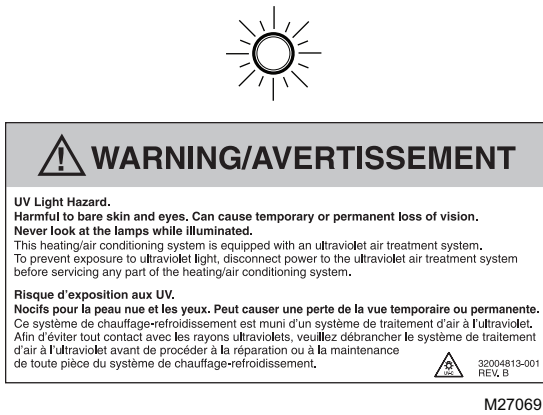 WARNING/AVERTISSEMENT
UV Light Hazard.
Harmful to bare skin and eyes. Can cause temporary or permanent loss of vision.
Never look at the lamps while illuminated.
This heating/air conditioning system is equipped with an ultraviolet air treatment system.
To prevent exposure to ultraviolet light, disconnect power to the ultraviolet air treatment system
before servicing any part of the heating/air conditioning system.
Risque d'exposition aux UV.
Nocifs pour la peau nue et les yeux. Peut causer une perte de la vue temporaire ou permanente.
Ce système de chauffage-refroidissement est muni d'un système de traitement d'air à l'ultraviolet.
Afin d'éviter tout contact avec les rayons ultraviolets, veuillez débrancher le système de traitement
d'air à l'ultraviolet avant de procéder à la réparation ou à la maintenance
de toute pièce du système de chauffage-refroidissement.
UV-C
32004813-001
REV. B
M27069